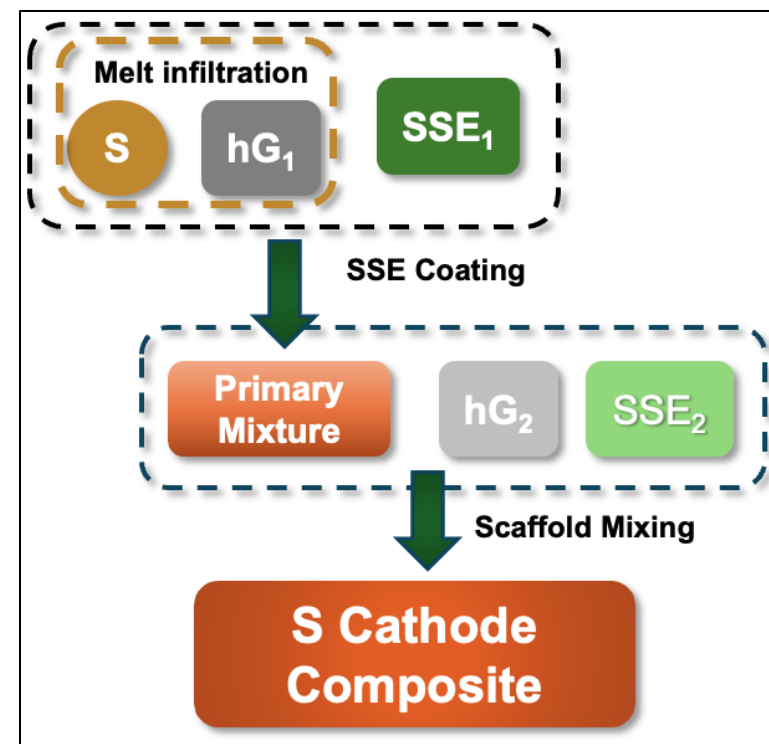 Melt infiltration
S
hG₁
SSE₁
SSE Coating
Primary
Mixture
hG₂
SSE₂
Scaffold Mixing
S Cathode
Composite